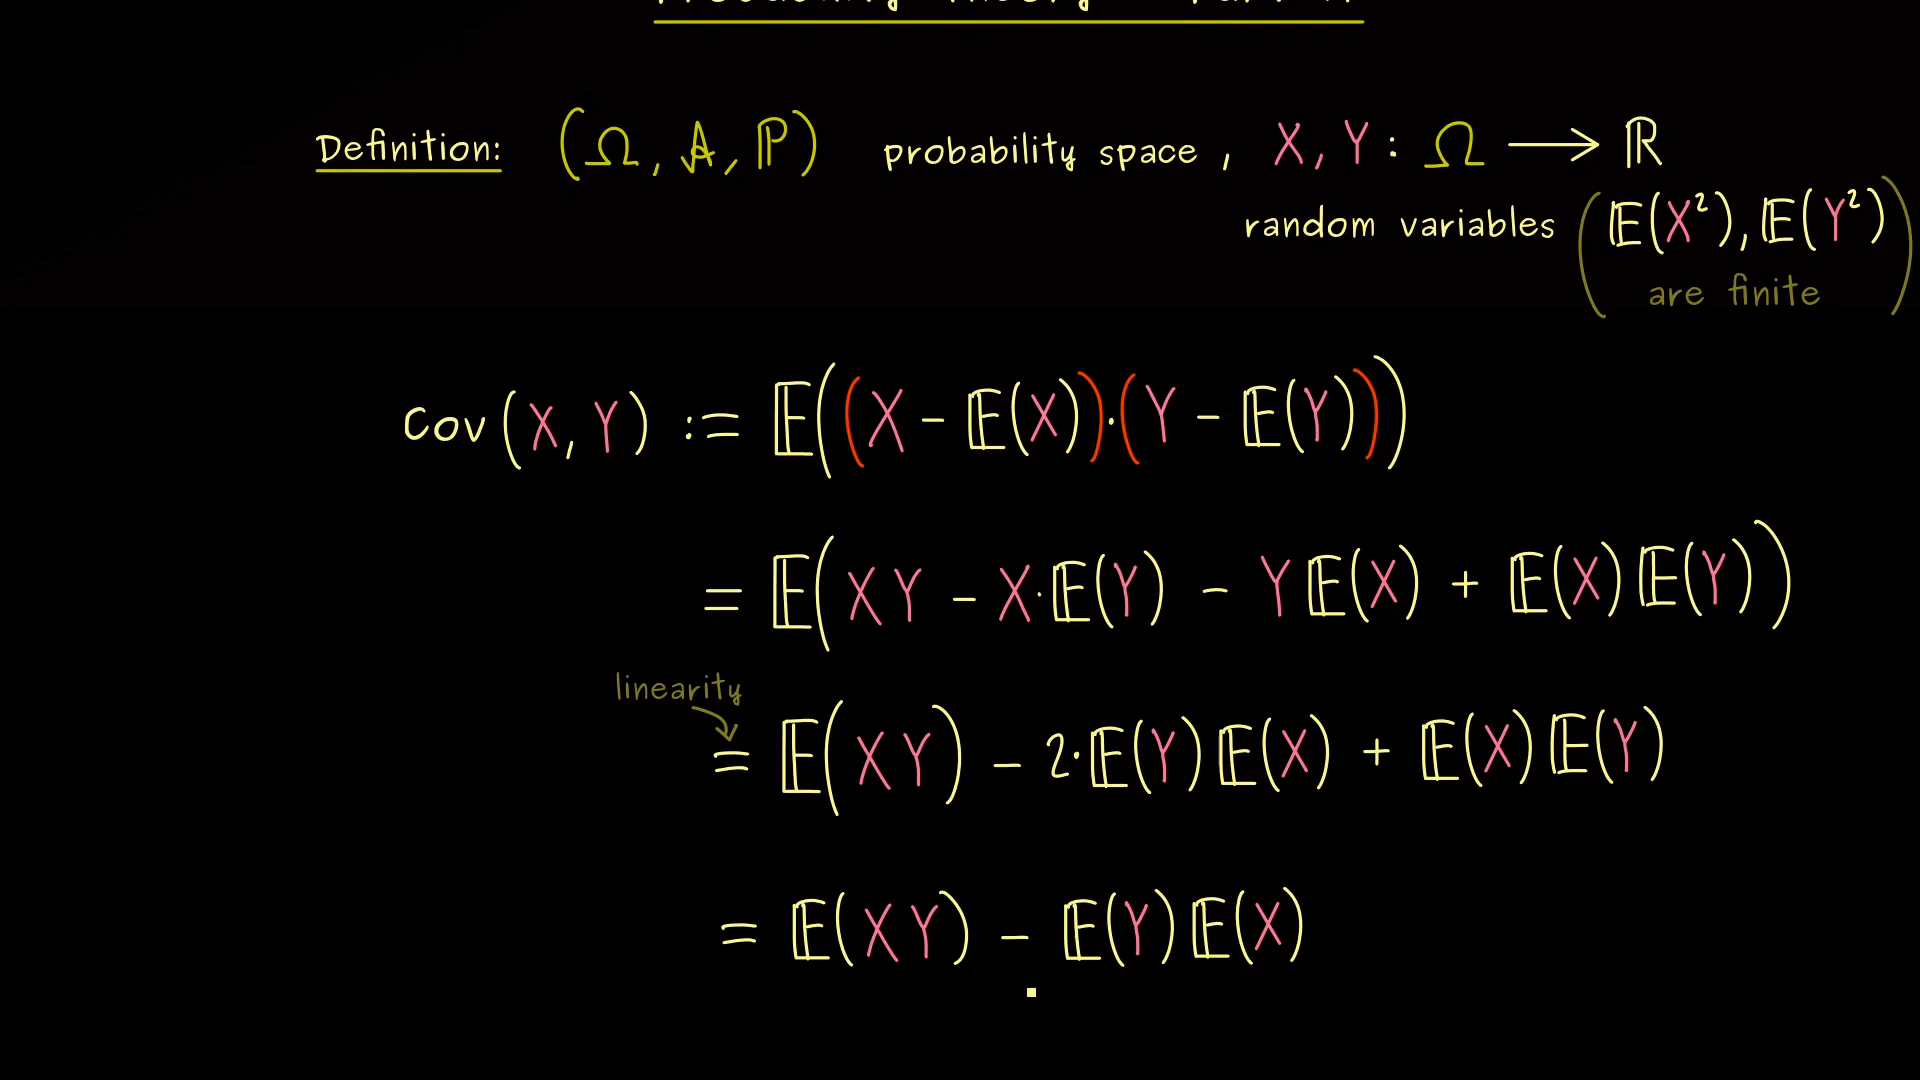 Definition: (Ω, A, ℙ) probability space, X, Y : Ω ⟶ ℝ
random variables (𝔼(X²), 𝔼(Y²)
are finite)
Cov(X, Y) := 𝔼((X − 𝔼(X))·(Y − 𝔼(Y)))
= 𝔼(XY − X·𝔼(Y) − Y𝔼(X) + 𝔼(X)𝔼(Y))
linearity
= 𝔼(XY) − 2·𝔼(Y)𝔼(X) + 𝔼(X)𝔼(Y)
= 𝔼(XY) − 𝔼(Y)𝔼(X)